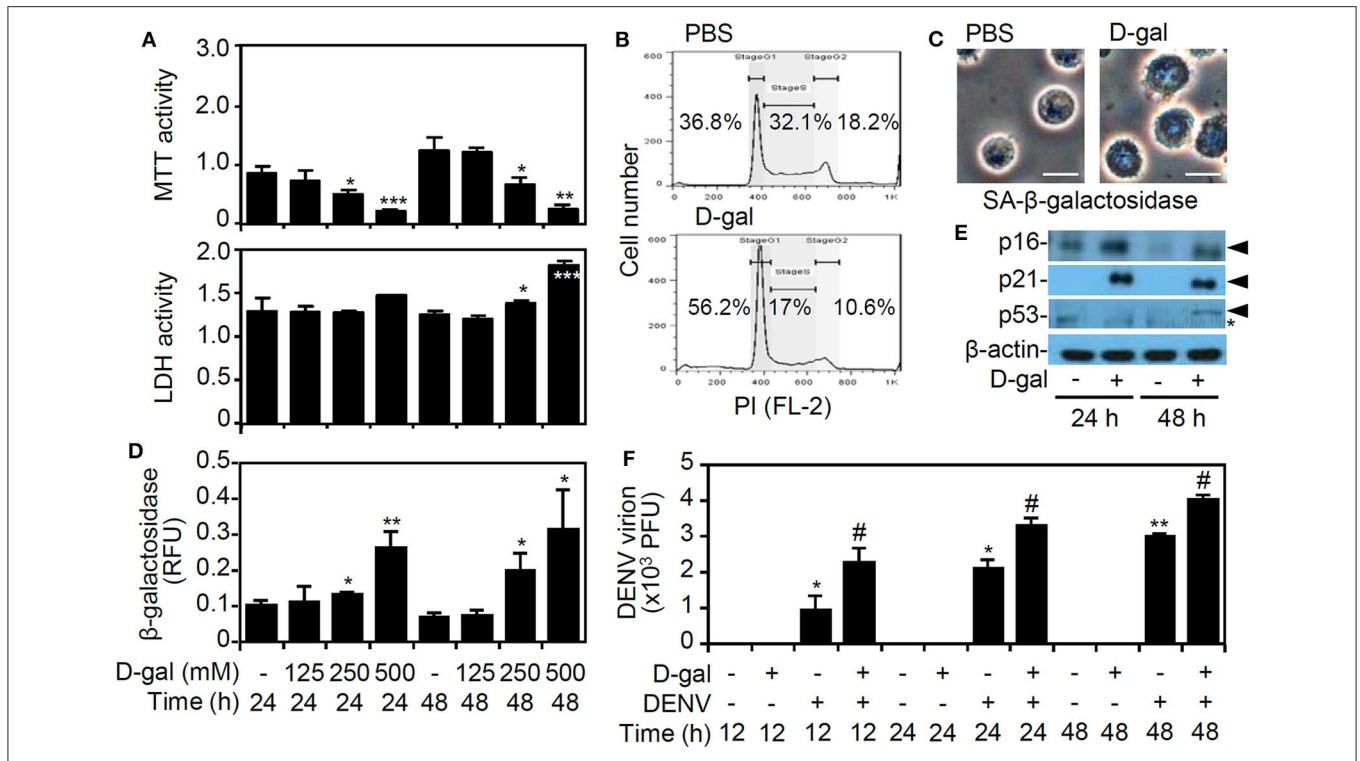 A
3.0
2.0
1.0
0
MTT activity
*
***
*
**
2.0
1.5
1.0
0.5
0
LDH activity
*
***
D
0.5
0.4
0.3
0.2
0.1
0
β-galactosidase
(RFU)
*
**
*
*
D-gal (mM) - 125 250 500 - 125 250 500
Time (h) 24 24 24 24 48 48 48 48
B
PBS
600
400
200
0
StageG1
StageG2
StageS
36.8%
32.1%
18.2%
0 200 400 600 800 1K
Cell number
D-gal
600
400
200
0
StageG1
StageG2
StageS
56.2%
17%
10.6%
0 200 400 600 800 1K
PI (FL-2)
C
PBS
D-gal
SA-β-galactosidase
E
p16-
p21-
p53-
*
β-actin-
D-gal - + - +
24 h 48 h
F
5
4
3
2
1
0
DENV virion
(x10³ PFU)
*
#
*
#
**
#
D-gal - + - + - + - + - + - +
DENV - - + + - - + + - - + +
Time (h) 12 12 12 12 24 24 24 24 48 48 48 48